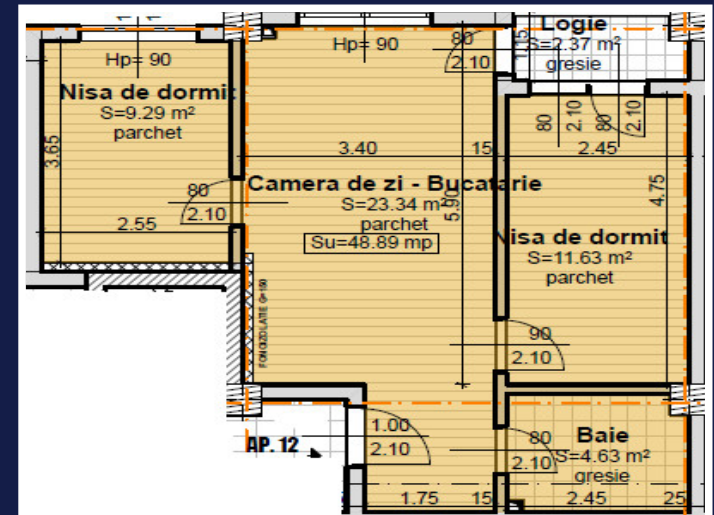 Logie
S=2.37 m²
gresie
Hp= 90
Hp= 90
80
2.10
1.15
Nisa de dormit
S=9.29 m²
parchet
3.65
2.55
80
2.10
3.40
15
2.45
80
2.10
80
2.10
Camera de zi - Bucatarie
S=23.34 m²
parchet
Su=48.89 mp
5.90
4.75
Nisa de dormit
S=11.63 m²
parchet
90
2.10
AP. 12
1.00
2.10
80
2.10
Baie
S=4.63 m²
gresie
1.75
15
2.45
25